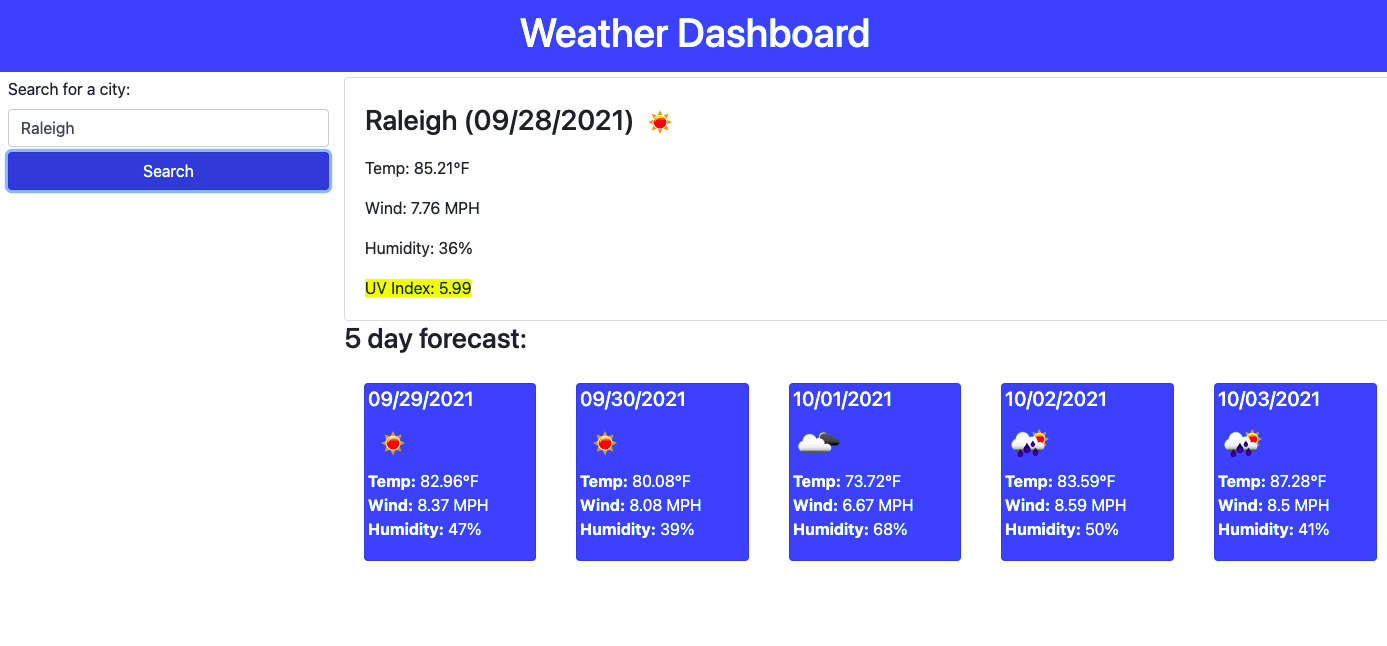 Weather Dashboard
Search for a city:
Raleigh
Search
Raleigh (09/28/2021)
Temp: 85.21°F
Wind: 7.76 MPH
Humidity: 36%
UV Index: 5.99
5 day forecast:
09/29/2021
Temp: 82.96°F
Wind: 8.37 MPH
Humidity: 47%
09/30/2021
Temp: 80.08°F
Wind: 8.08 MPH
Humidity: 39%
10/01/2021
Temp: 73.72°F
Wind: 6.67 MPH
Humidity: 68%
10/02/2021
Temp: 83.59°F
Wind: 8.59 MPH
Humidity: 50%
10/03/2021
Temp: 87.28°F
Wind: 8.5 MPH
Humidity: 41%